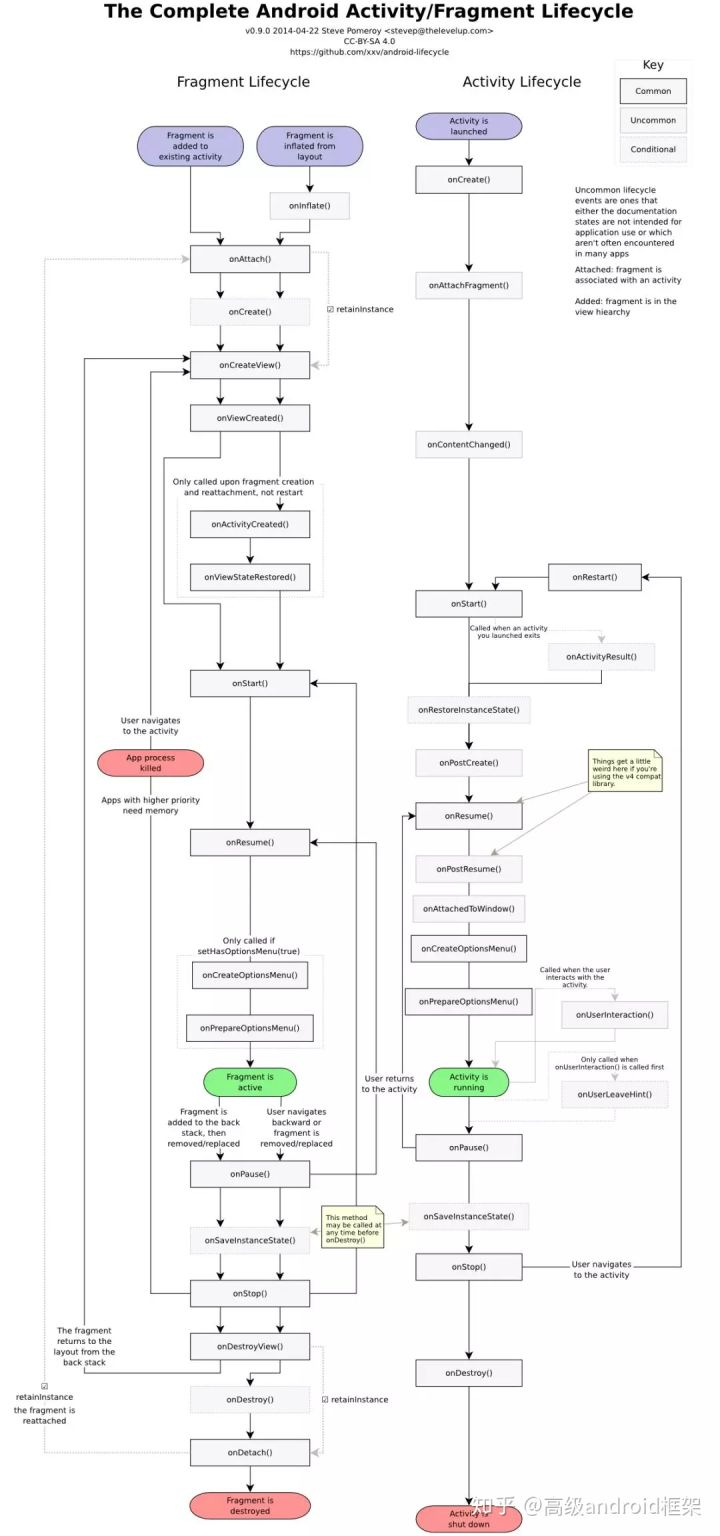 The Complete Android Activity/Fragment Lifecycle
v0.9.0 2014-04-22 Steve Pomeroy <stevep@thelevelup.com>
CC-BY-SA 4.0
https://github.com/xxv/android-lifecycle
Fragment Lifecycle
Fragment is
added to
existing activity
Fragment is
inflated from
layout
onInflate()
onAttach()
onCreate()
☑ retainInstance
onCreateView()
onViewCreated()
Only called upon fragment creation
and reattachment, not restart
onActivityCreated()
onViewStateRestored()
onStart()
User navigates
to the activity
App process
killed
Apps with higher priority
need memory
onResume()
Only called if
setHasOptionsMenu(true)
onCreateOptionsMenu()
onPrepareOptionsMenu()
Fragment is
active
Fragment is
added to the back
stack, then
removed/replaced
User navigates
backward or
fragment is
removed/replaced
User returns
to the activity
onPause()
onSaveInstanceState()
This method
may be called at
any time before
onDestroy()
onStop()
The fragment
returns to the
layout from the
back stack
onDestroyView()
☑
retainInstance
the fragment is
reattached
onDestroy()
☑ retainInstance
onDetach()
Fragment is
destroyed
Activity Lifecycle
Activity is
launched
onCreate()
onAttachFragment()
onContentChanged()
onRestart()
onStart()
Called when an activity
you launched exits
onActivityResult()
onRestoreInstanceState()
onPostCreate()
Things get a little
weird here if you're
using the v4 compat
library.
onResume()
onPostResume()
onAttachedToWindow()
onCreateOptionsMenu()
onPrepareOptionsMenu()
Called when the user
interacts with the
activity.
onUserInteraction()
Activity is
running
Only called when
onUserInteraction() is called first
onUserLeaveHint()
onPause()
onSaveInstanceState()
onStop()
User navigates
to the activity
onDestroy()
Activity is
shut down
Key
Common
Uncommon
Conditional
Uncommon lifecycle
events are ones that
either the documentation
states are not intended for
application use or which
aren't often encountered
in many apps
Attached: fragment is
associated with an activity
Added: fragment is in the
view hiearchy
知乎 @高级android框架